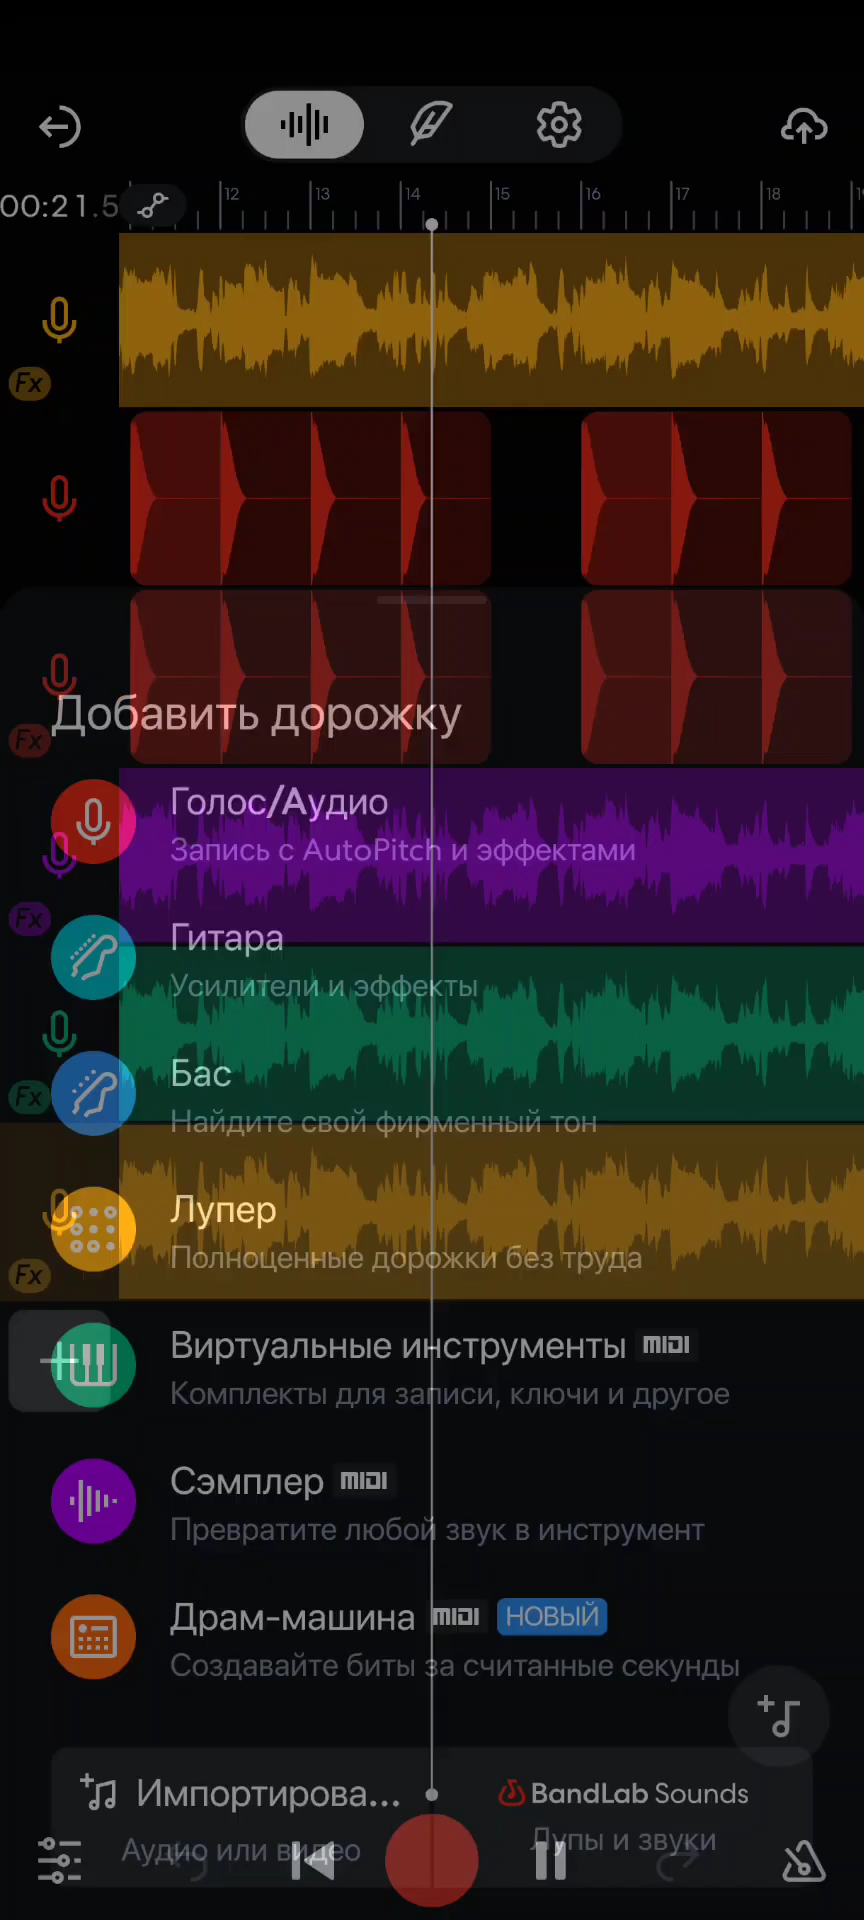 12 13 14 15 16 17 18
00:21.5
Fx
Добавить дорожку
Fx
Голос/Аудио
Запись с AutoPitch и эффектами
Fx
Гитара
Усилители и эффекты
Бас
Fx
Найдите свой фирменный тон
Лупер
Полноценные дорожки без труда
Fx
Виртуальные инструменты MIDI
Комплекты для записи, ключи и другое
Сэмплер MIDI
Превратите любой звук в инструмент
Драм-машина MIDI НОВЫЙ
Создавайте биты за считанные секунды
Импортирова...
Аудио или видео
BandLab Sounds
Лупы и звуки